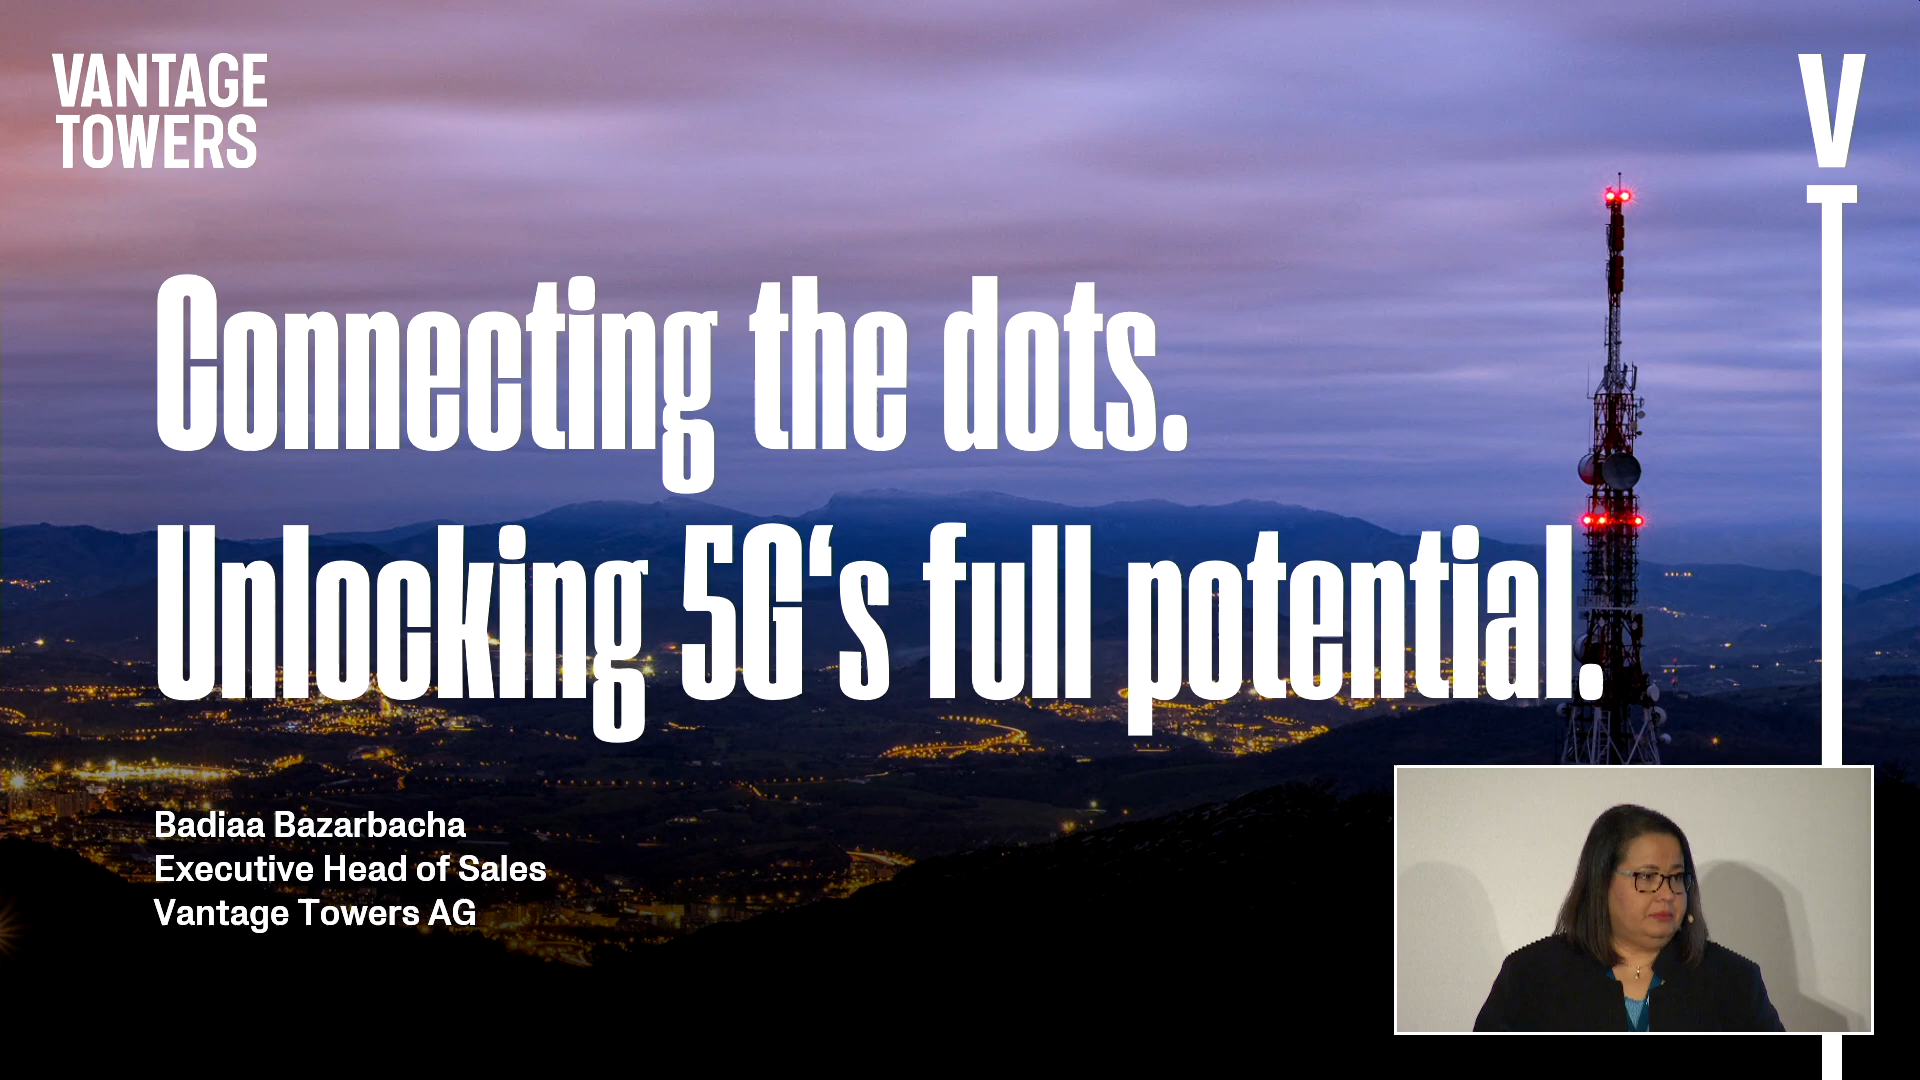 VANTAGE
TOWERS
V
T
Connecting the dots.
Unlocking 5G‘s full potential.
Badiaa Bazarbacha
Executive Head of Sales
Vantage Towers AG